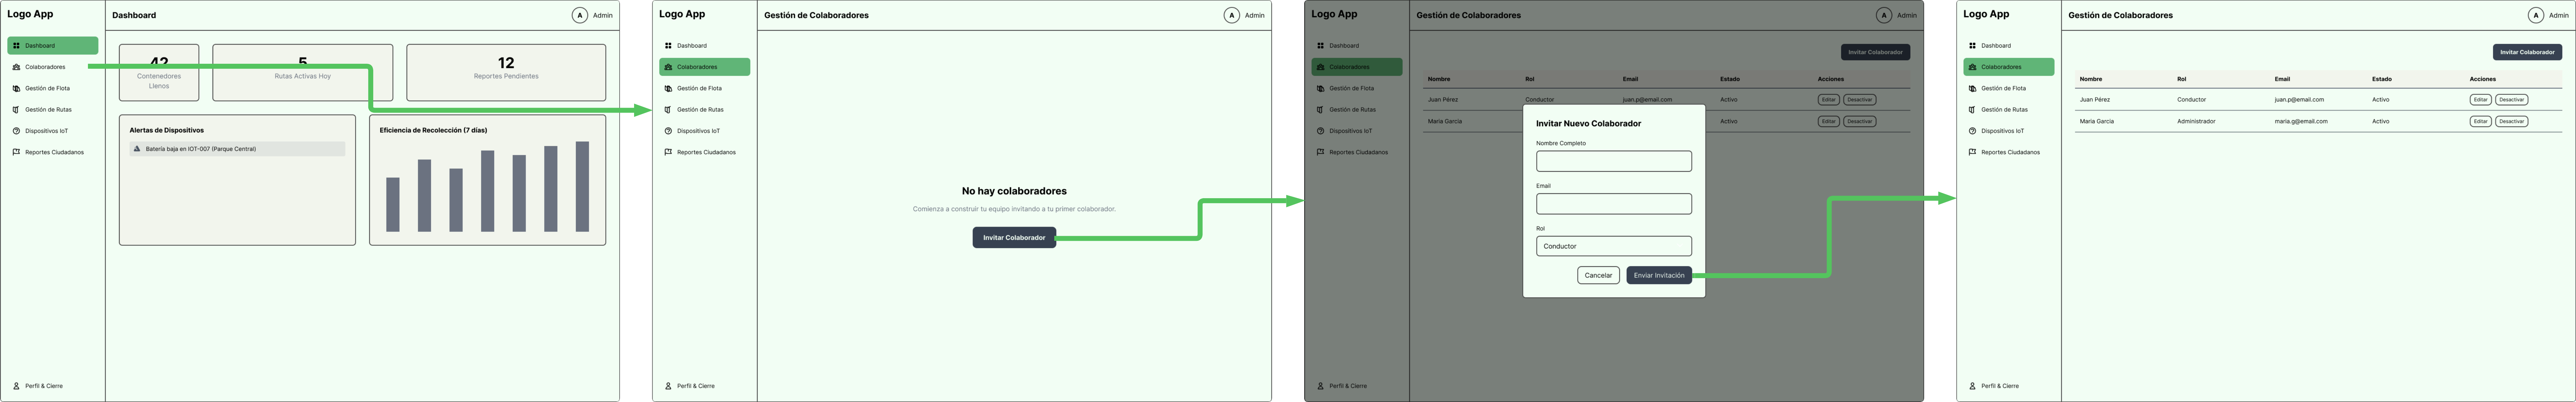 Logo App
Dashboard
Colaboradores
Gestión de Flota
Gestión de Rutas
Dispositivos IoT
Reportes Ciudadanos
Perfil & Cierre
Dashboard
A Admin
42
Contenedores
Llenos
5
Rutas Activas Hoy
12
Reportes Pendientes
Alertas de Dispositivos
Batería baja en IOT-007 (Parque Central)
Eficiencia de Recolección (7 días)
Logo App
Dashboard
Colaboradores
Gestión de Flota
Gestión de Rutas
Dispositivos IoT
Reportes Ciudadanos
Perfil & Cierre
Gestión de Colaboradores
A Admin
No hay colaboradores
Comienza a construir tu equipo invitando a tu primer colaborador.
Invitar Colaborador
Logo App
Dashboard
Colaboradores
Gestión de Flota
Gestión de Rutas
Dispositivos IoT
Reportes Ciudadanos
Perfil & Cierre
Gestión de Colaboradores
A Admin
Invitar Colaborador
Nombre Rol Email Estado Acciones
Juan Pérez Conductor juan.p@email.com Activo Editar Desactivar
Maria Garcia Activo Editar Desactivar
Invitar Nuevo Colaborador
Nombre Completo
Email
Rol
Conductor
Cancelar Enviar Invitación
Logo App
Dashboard
Colaboradores
Gestión de Flota
Gestión de Rutas
Dispositivos IoT
Reportes Ciudadanos
Perfil & Cierre
Gestión de Colaboradores
A Admin
Invitar Colaborador
Nombre Rol Email Estado Acciones
Juan Pérez Conductor juan.p@email.com Activo Editar Desactivar
Maria Garcia Administrador maria.g@email.com Activo Editar Desactivar